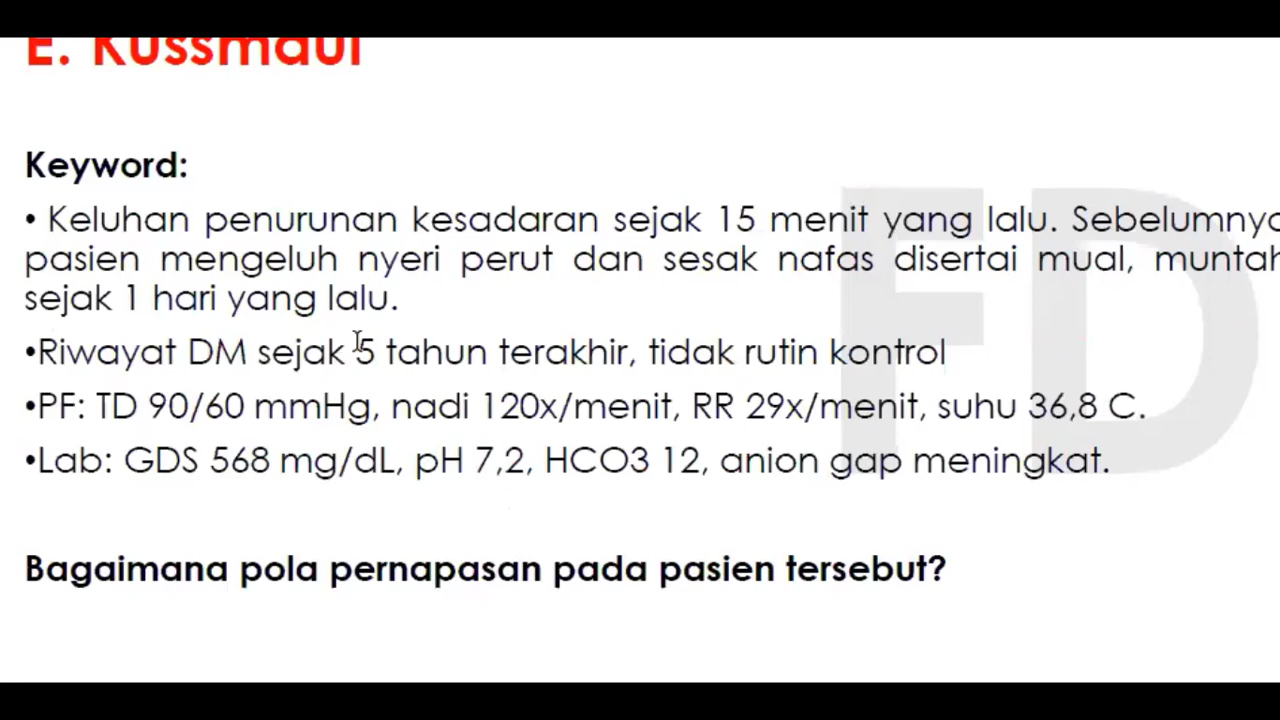 E. Kussmaul
Keyword:
• Keluhan penurunan kesadaran sejak 15 menit yang lalu. Sebelumnya
pasien mengeluh nyeri perut dan sesak nafas disertai mual, muntah
sejak 1 hari yang lalu.
•Riwayat DM sejak 5 tahun terakhir, tidak rutin kontrol
•PF: TD 90/60 mmHg, nadi 120x/menit, RR 29x/menit, suhu 36,8 C.
•Lab: GDS 568 mg/dL, pH 7,2, HCO3 12, anion gap meningkat.
Bagaimana pola pernapasan pada pasien tersebut?
FD